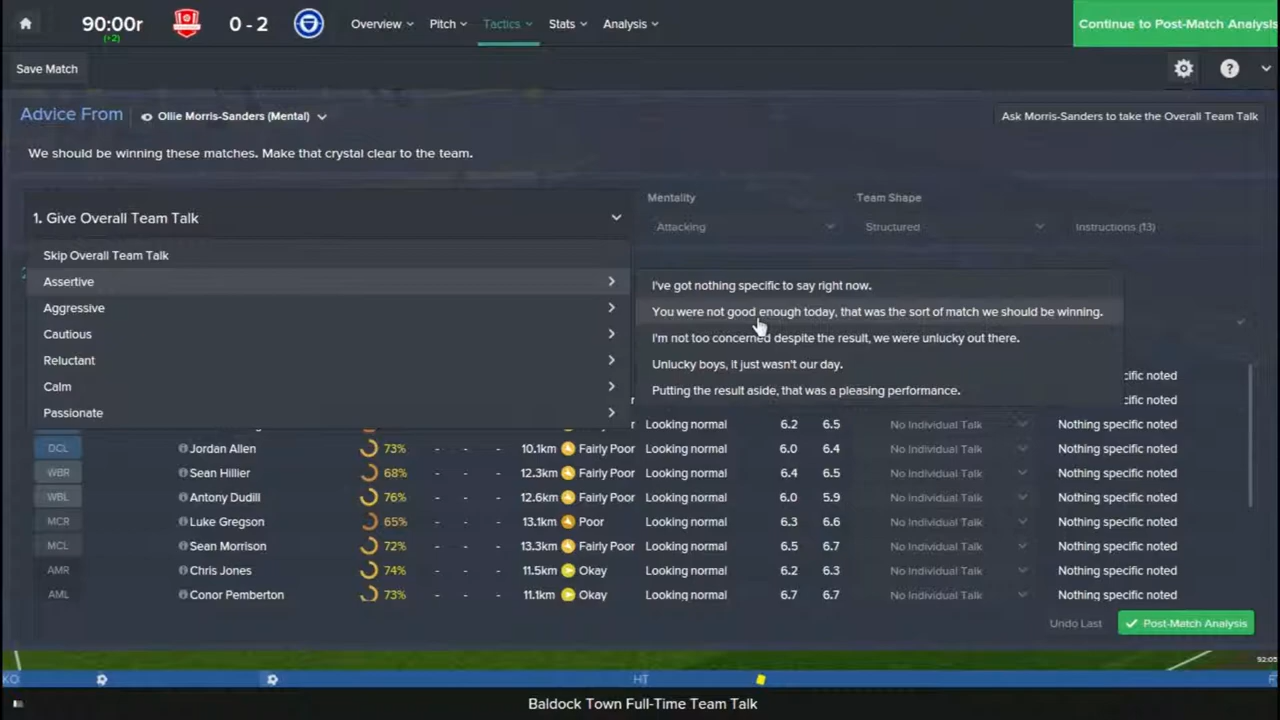 90:00r
(+2)
0 - 2
Overview
Pitch
Tactics
Stats
Analysis
Continue to Post-Match Analysis
Save Match
Advice From
Ollie Morris-Sanders (Mental)
Ask Morris-Sanders to take the Overall Team Talk
We should be winning these matches. Make that crystal clear to the team.
1. Give Overall Team Talk
Mentality
Attacking
Team Shape
Structured
Instructions (13)
Skip Overall Team Talk
Assertive
Aggressive
Cautious
Reluctant
Calm
Passionate
I've got nothing specific to say right now.
You were not good enough today, that was the sort of match we should be winning.
I'm not too concerned despite the result, we were unlucky out there.
Unlucky boys, it just wasn't our day.
Putting the result aside, that was a pleasing performance.
Looking normal 6.2 6.5 No Individual Talk Nothing specific noted
DCL Jordan Allen 73% - - - 10.1km Fairly Poor Looking normal 6.0 6.4 No Individual Talk Nothing specific noted
WBR Sean Hillier 68% - - - 12.3km Fairly Poor Looking normal 6.4 6.5 No Individual Talk Nothing specific noted
WBL Antony Dudill 76% - - - 12.6km Fairly Poor Looking normal 6.0 5.9 No Individual Talk Nothing specific noted
MCR Luke Gregson 65% - - - 13.1km Poor Looking normal 6.3 6.6 No Individual Talk Nothing specific noted
MCL Sean Morrison 72% - - - 13.3km Fairly Poor Looking normal 6.5 6.7 No Individual Talk Nothing specific noted
AMR Chris Jones 74% - - - 11.5km Okay Looking normal 6.2 6.3 No Individual Talk Nothing specific noted
AML Conor Pemberton 73% - - - 11.1km Okay Looking normal 6.7 6.7 No Individual Talk Nothing specific noted
Undo Last
Post-Match Analysis
92:05
KO
HT
Baldock Town Full-Time Team Talk